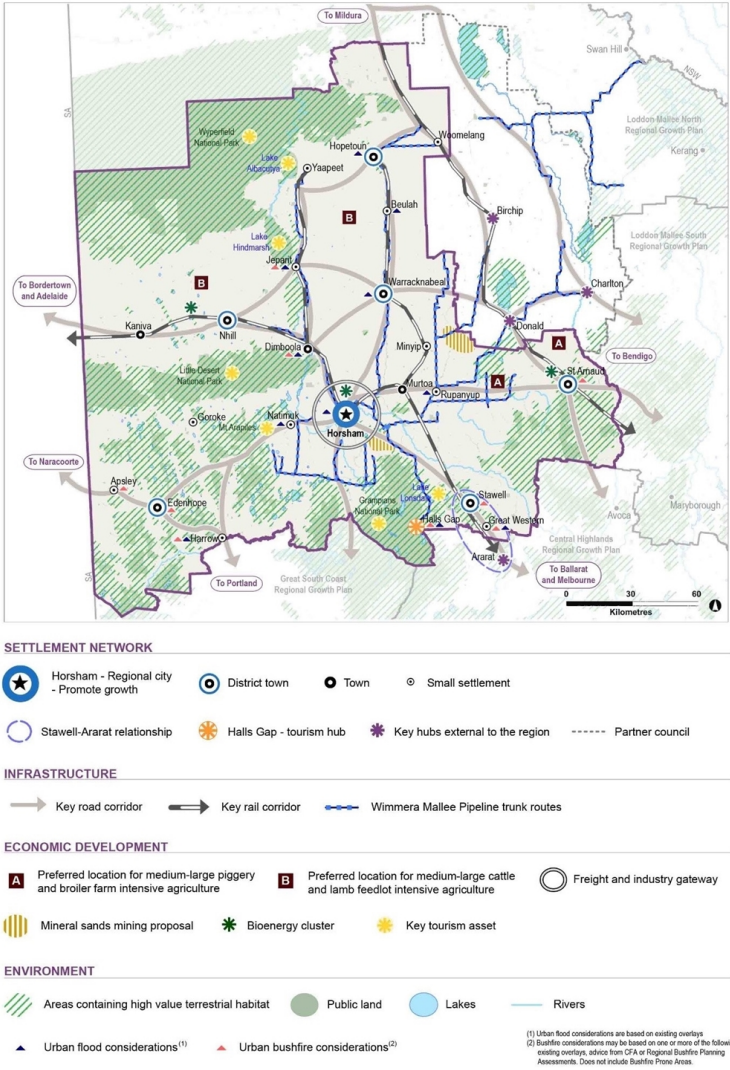 To Mildura
Swan Hill
NSW
SA
Wyperfield
National Park
Lake
Albacutya
Hopetoun
Woomelang
Loddon Mallee North
Regional Growth Plan
Kerang
Yaapeet
B
Beulah
Birchip
Lake
Hindmarsh
Loddon Mallee South
Regional Growth Plan
Jeparit
To Bordertown
and Adelaide
B
Warracknabeal
Charlton
Kaniva
Nhill
Donald
Dimboola
Minyip
A
To Bendigo
Little Desert
National Park
St Arnaud
A
Murtoa
Rupanyup
Goroke
Natimuk
Mt Arapiles
Horsham
To Naracoorte
Apsley
Edenhope
Lake
Lonsdale
Stawell
Grampians
National Park
Halls Gap
Great Western
Avoca
Maryborough
Harrow
Central Highlands
Regional Growth Plan
Ararat
SA
To Portland
Great South Coast
Regional Growth Plan
To Ballarat
and Melbourne
0 30 60
Kilometres
SETTLEMENT NETWORK
Horsham - Regional city
- Promote growth
District town
Town
Small settlement
Stawell-Ararat relationship
Halls Gap - tourism hub
Key hubs external to the region
Partner council
INFRASTRUCTURE
Key road corridor
Key rail corridor
Wimmera Mallee Pipeline trunk routes
ECONOMIC DEVELOPMENT
A
Preferred location for medium-large piggery
and broiler farm intensive agriculture
B
Preferred location for medium-large cattle
and lamb feedlot intensive agriculture
Freight and industry gateway
Mineral sands mining proposal
Bioenergy cluster
Key tourism asset
ENVIRONMENT
Areas containing high value terrestrial habitat
Public land
Lakes
Rivers
Urban flood considerations(1)
Urban bushfire considerations(2)
(1) Urban flood considerations are based on existing overlays
(2) Bushfire considerations may be based on one or more of the followi
existing overlays, advice from CFA or Regional Bushfire Planning
Assessments. Does not include Bushfire Prone Areas.